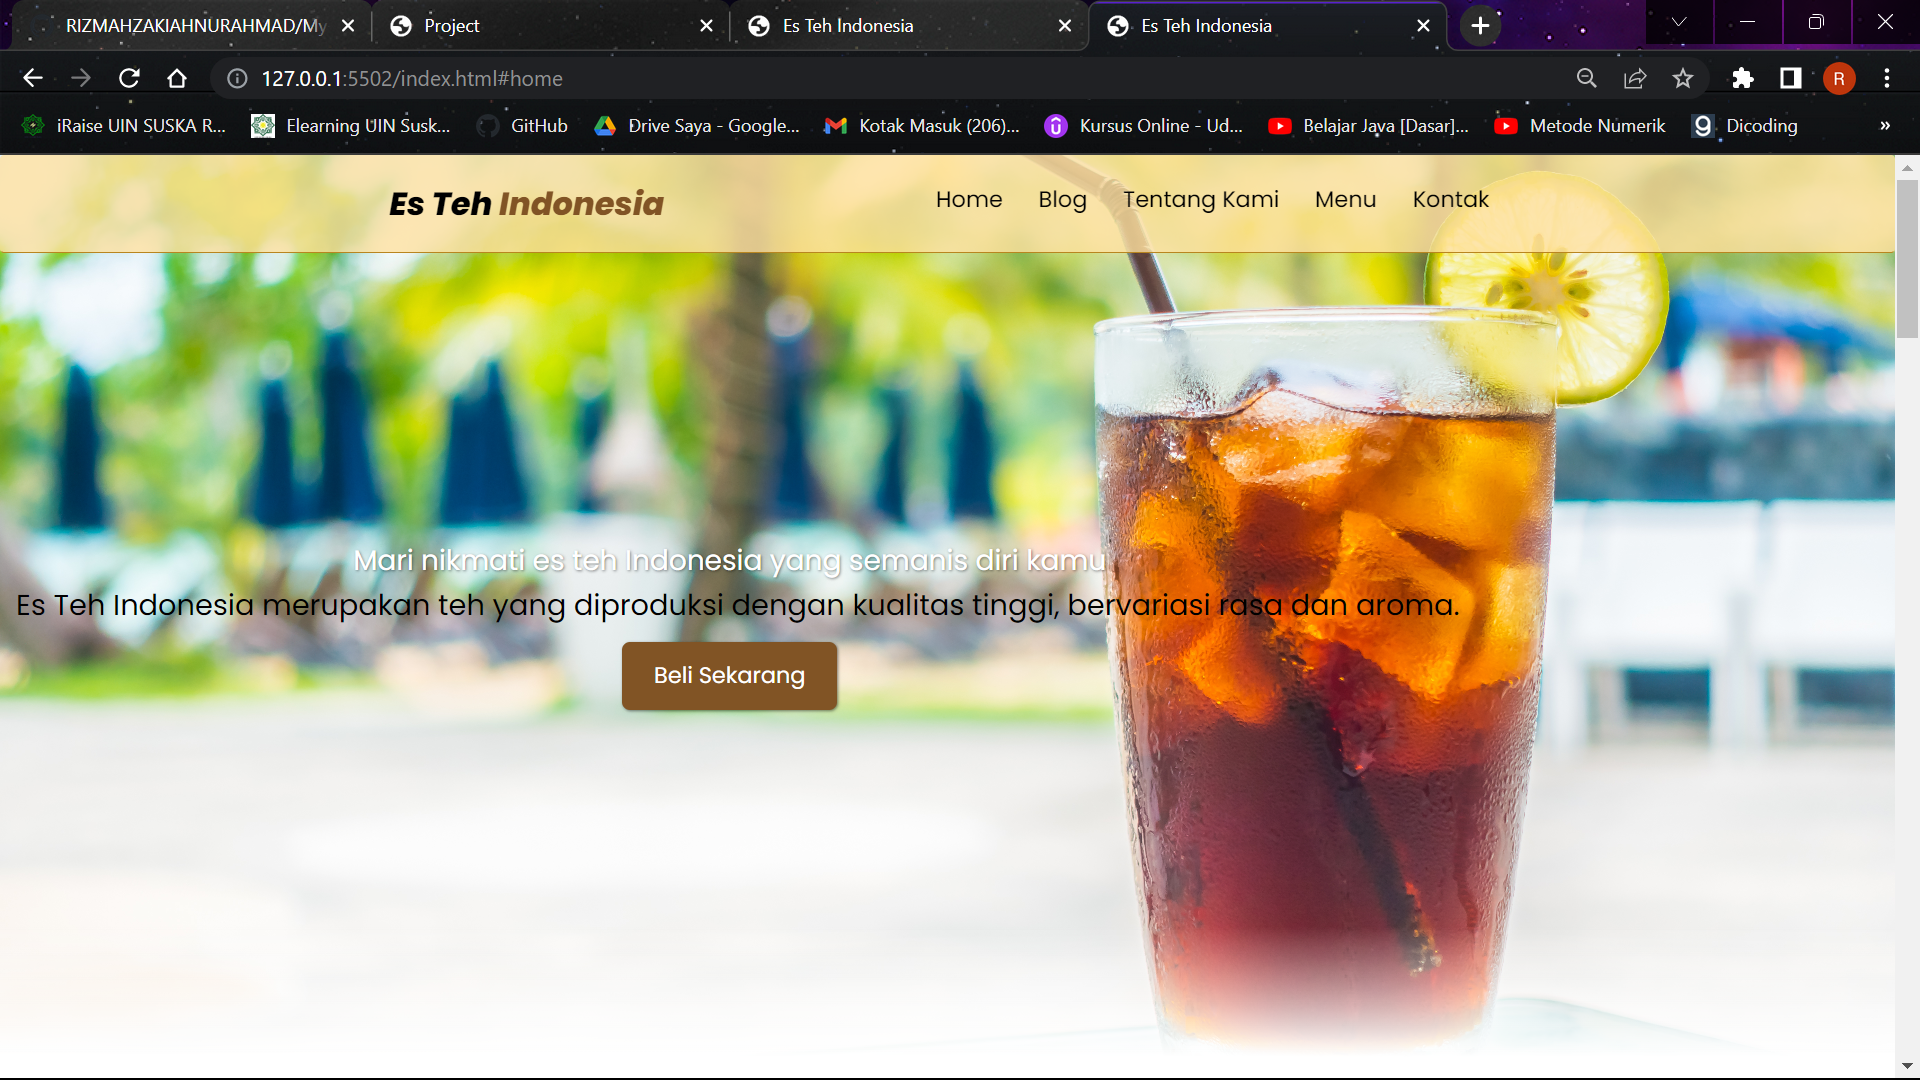 RIZMAHZAKIAHNURAHMAD/My
Project
Es Teh Indonesia
Es Teh Indonesia
127.0.0.1:5502/index.html#home
R
iRaise UIN SUSKA R...
Elearning UIN Susk...
GitHub
Drive Saya - Google...
Kotak Masuk (206)...
Kursus Online - Ud...
Belajar Java [Dasar]...
Metode Numerik
Dicoding
»
Es Teh Indonesia
Home
Blog
Tentang Kami
Menu
Kontak
Mari nikmati es teh Indonesia yang semanis diri kamu
Es Teh Indonesia merupakan teh yang diproduksi dengan kualitas tinggi, bervariasi rasa dan aroma.
Beli Sekarang